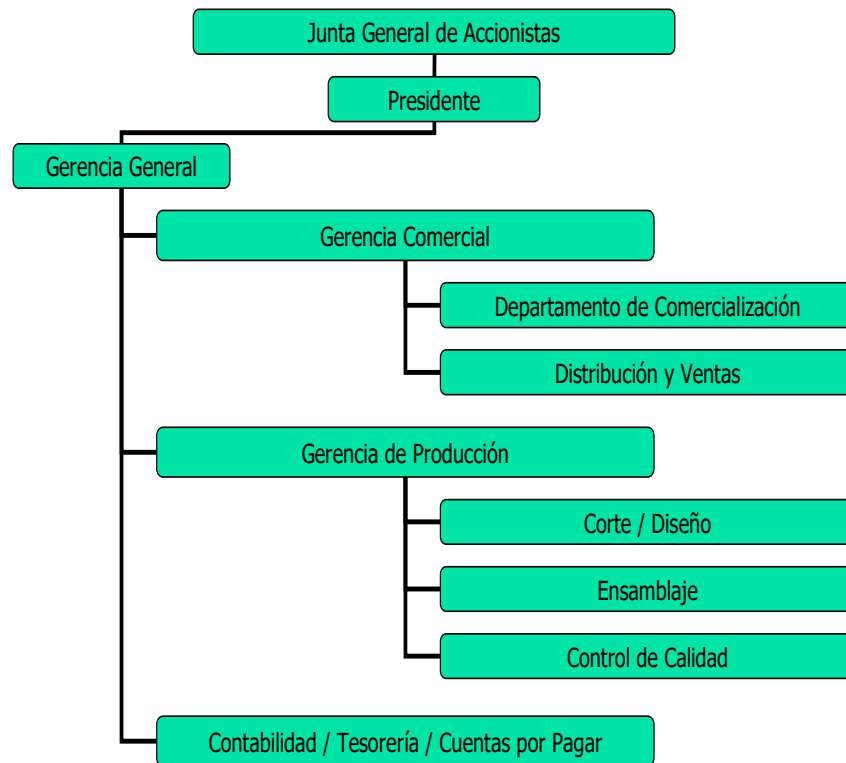 Junta General de Accionistas
Presidente
Gerencia General
Gerencia Comercial
Departamento de Comercialización
Distribución y Ventas
Gerencia de Producción
Corte / Diseño
Ensamblaje
Control de Calidad
Contabilidad / Tesorería / Cuentas por Pagar